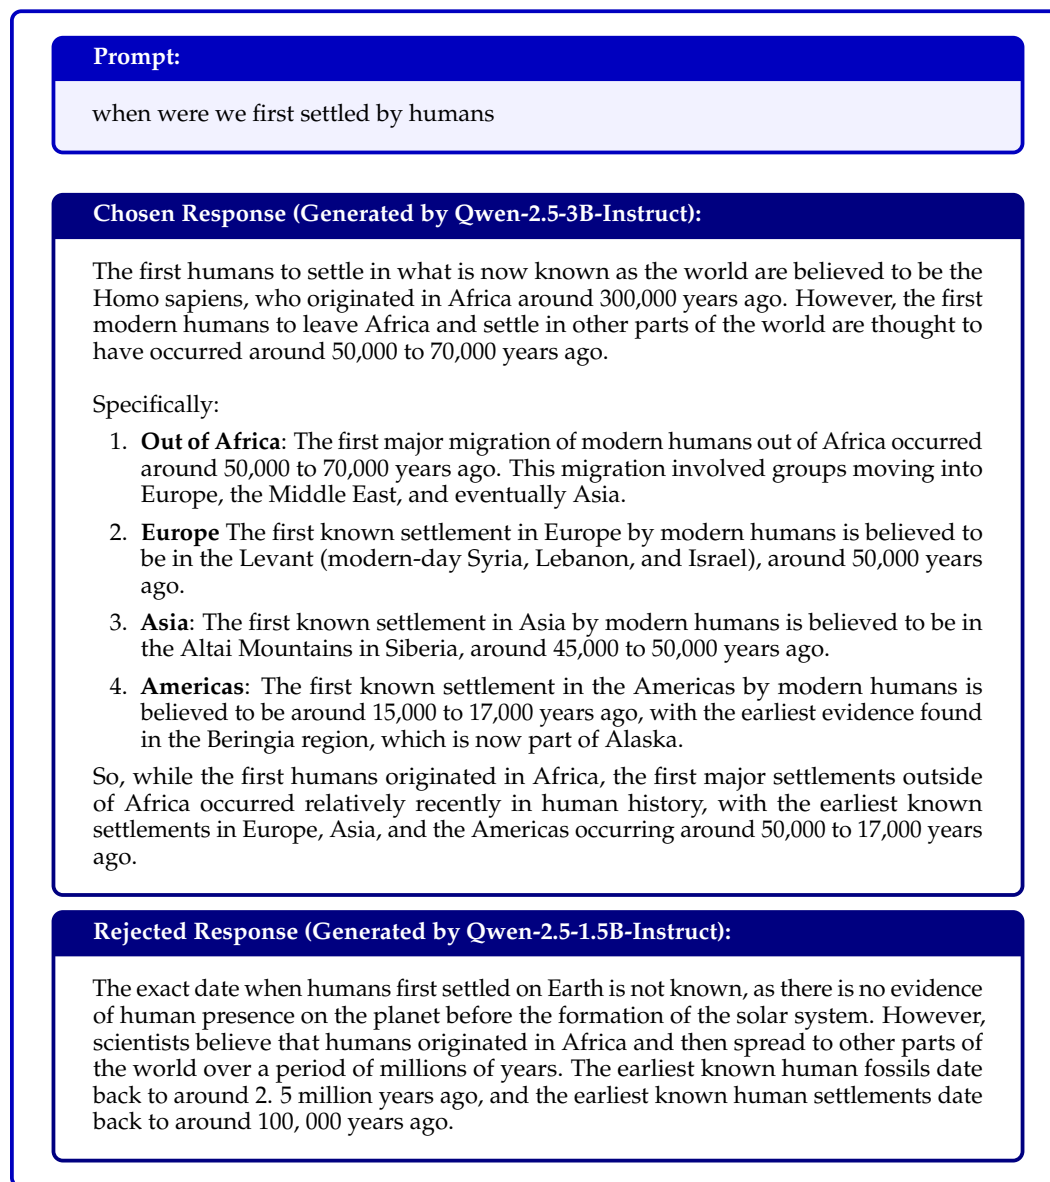 Prompt:
when were we first settled by humans
Chosen Response (Generated by Qwen-2.5-3B-Instruct):
The first humans to settle in what is now known as the world are believed to be the
Homo sapiens, who originated in Africa around 300,000 years ago. However, the first
modern humans to leave Africa and settle in other parts of the world are thought to
have occurred around 50,000 to 70,000 years ago.
Specifically:
1. Out of Africa: The first major migration of modern humans out of Africa occurred
around 50,000 to 70,000 years ago. This migration involved groups moving into
Europe, the Middle East, and eventually Asia.
2. Europe The first known settlement in Europe by modern humans is believed to
be in the Levant (modern-day Syria, Lebanon, and Israel), around 50,000 years
ago.
3. Asia: The first known settlement in Asia by modern humans is believed to be in
the Altai Mountains in Siberia, around 45,000 to 50,000 years ago.
4. Americas: The first known settlement in the Americas by modern humans is
believed to be around 15,000 to 17,000 years ago, with the earliest evidence found
in the Beringia region, which is now part of Alaska.
So, while the first humans originated in Africa, the first major settlements outside
of Africa occurred relatively recently in human history, with the earliest known
settlements in Europe, Asia, and the Americas occurring around 50,000 to 17,000 years
ago.
Rejected Response (Generated by Qwen-2.5-1.5B-Instruct):
The exact date when humans first settled on Earth is not known, as there is no evidence
of human presence on the planet before the formation of the solar system. However,
scientists believe that humans originated in Africa and then spread to other parts of
the world over a period of millions of years. The earliest known human fossils date
back to around 2. 5 million years ago, and the earliest known human settlements date
back to around 100, 000 years ago.